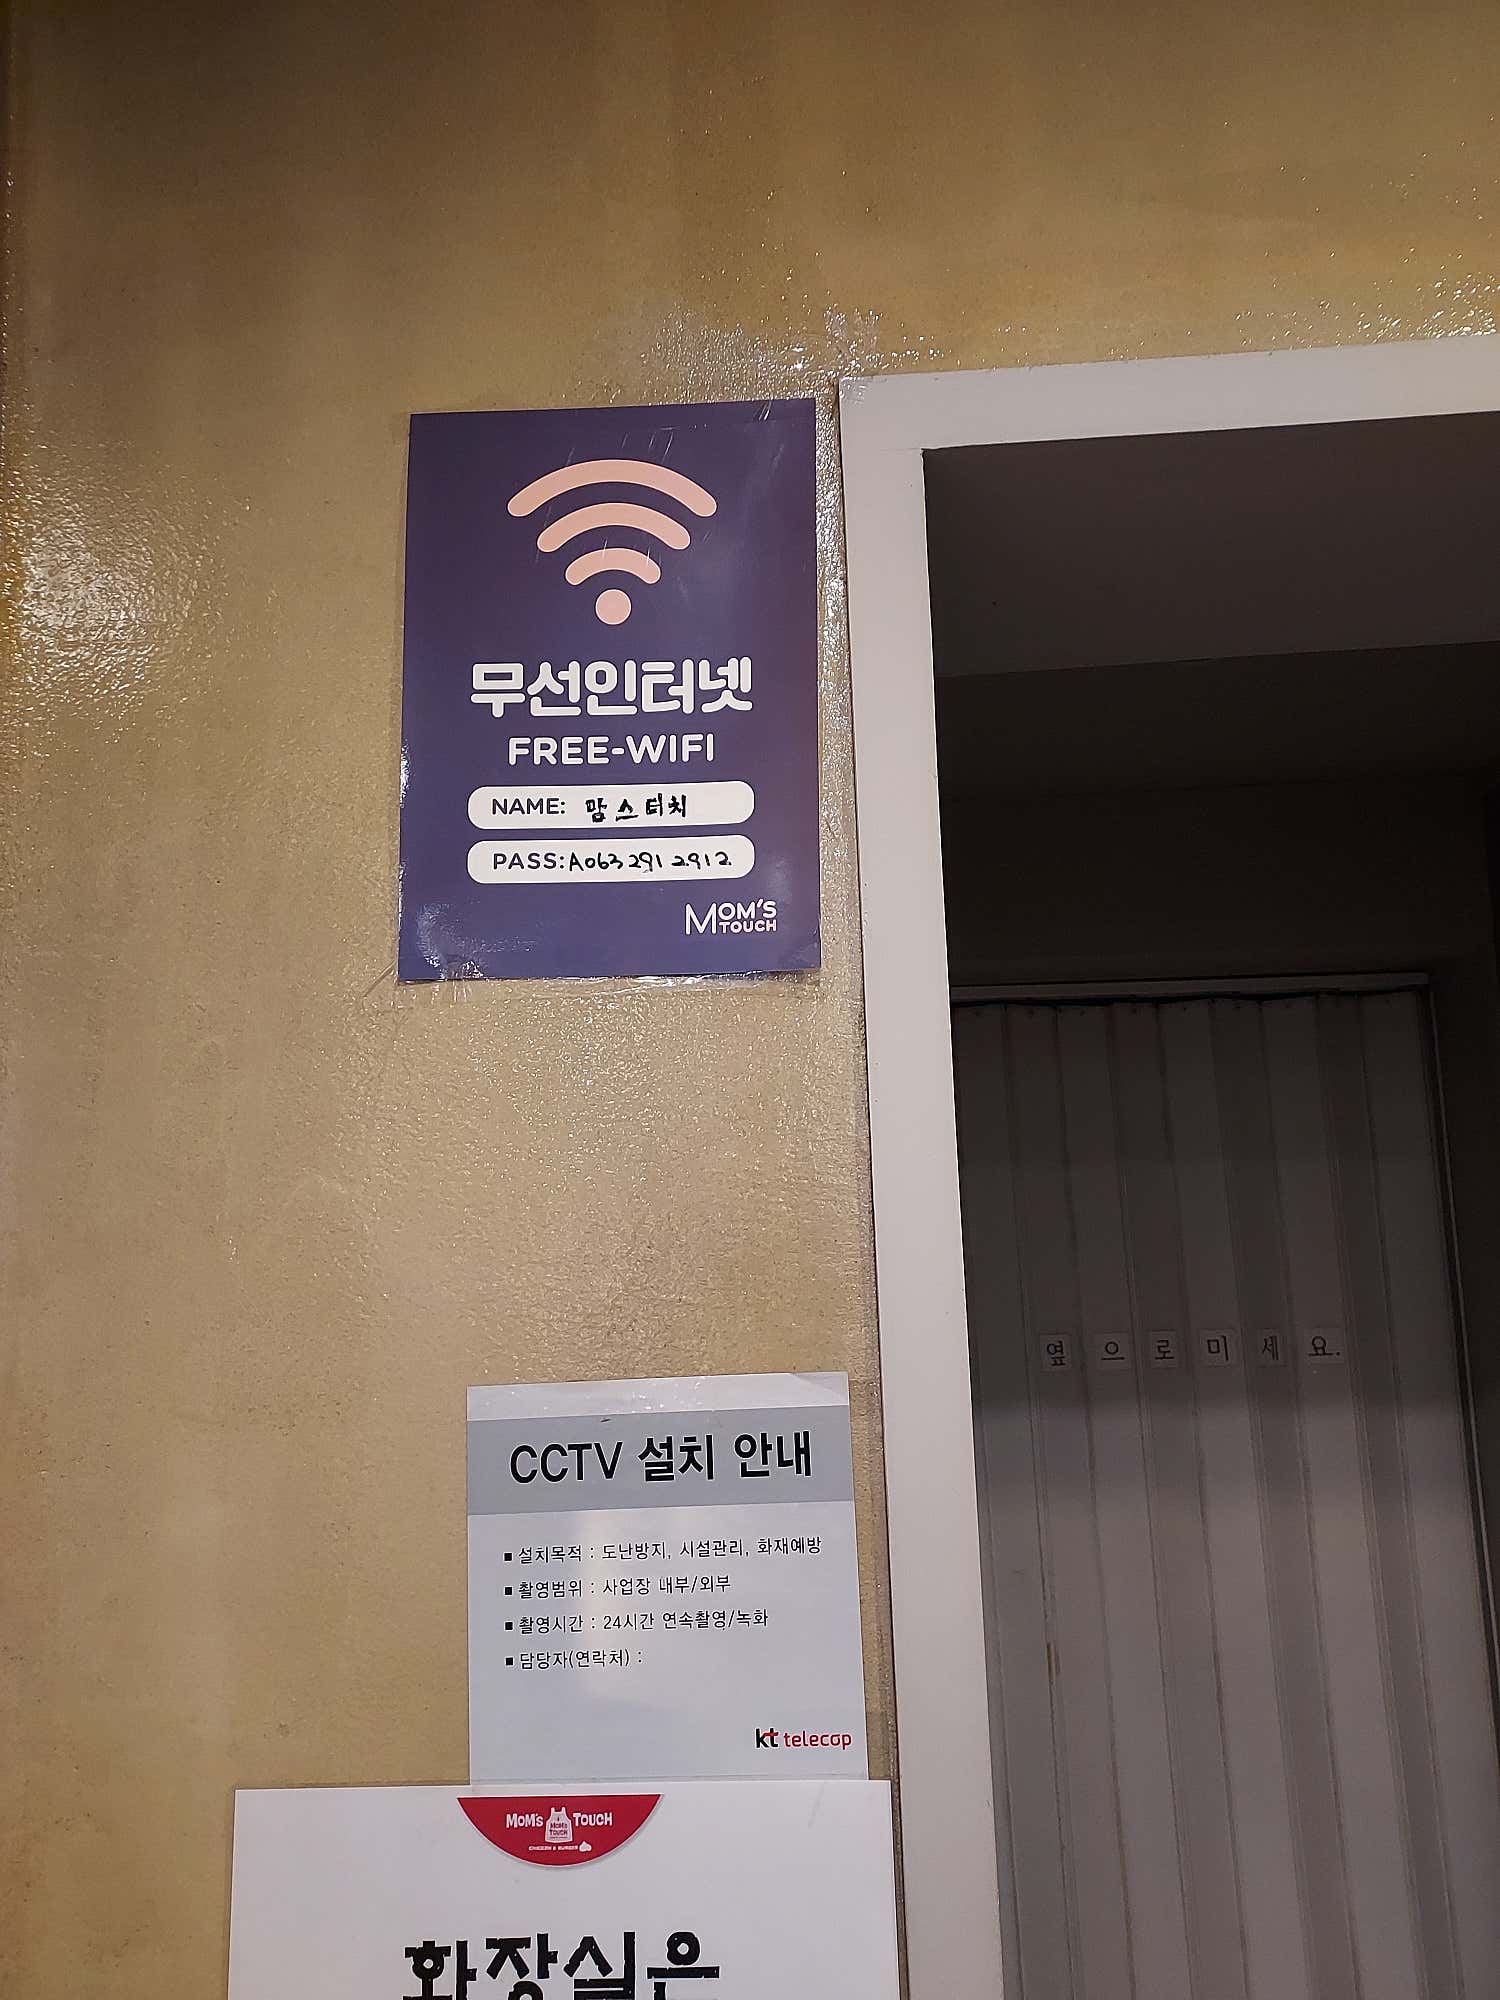 무선인터넷
FREE-WIFI
NAME: 맘스터치
PASS: A063 291 2912
MOM'S
TOUCH
옆으로미세요.
CCTV 설치 안내
■ 설치목적 : 도난방지, 시설관리, 화재예방
■ 촬영범위 : 사업장 내부/외부
■ 촬영시간 : 24시간 연속촬영/녹화
■ 담당자(연락처) :
kt telecop
MOM'S TOUCH
MOM'S
TOUCH
CHICKEN & BURGER
화장실은